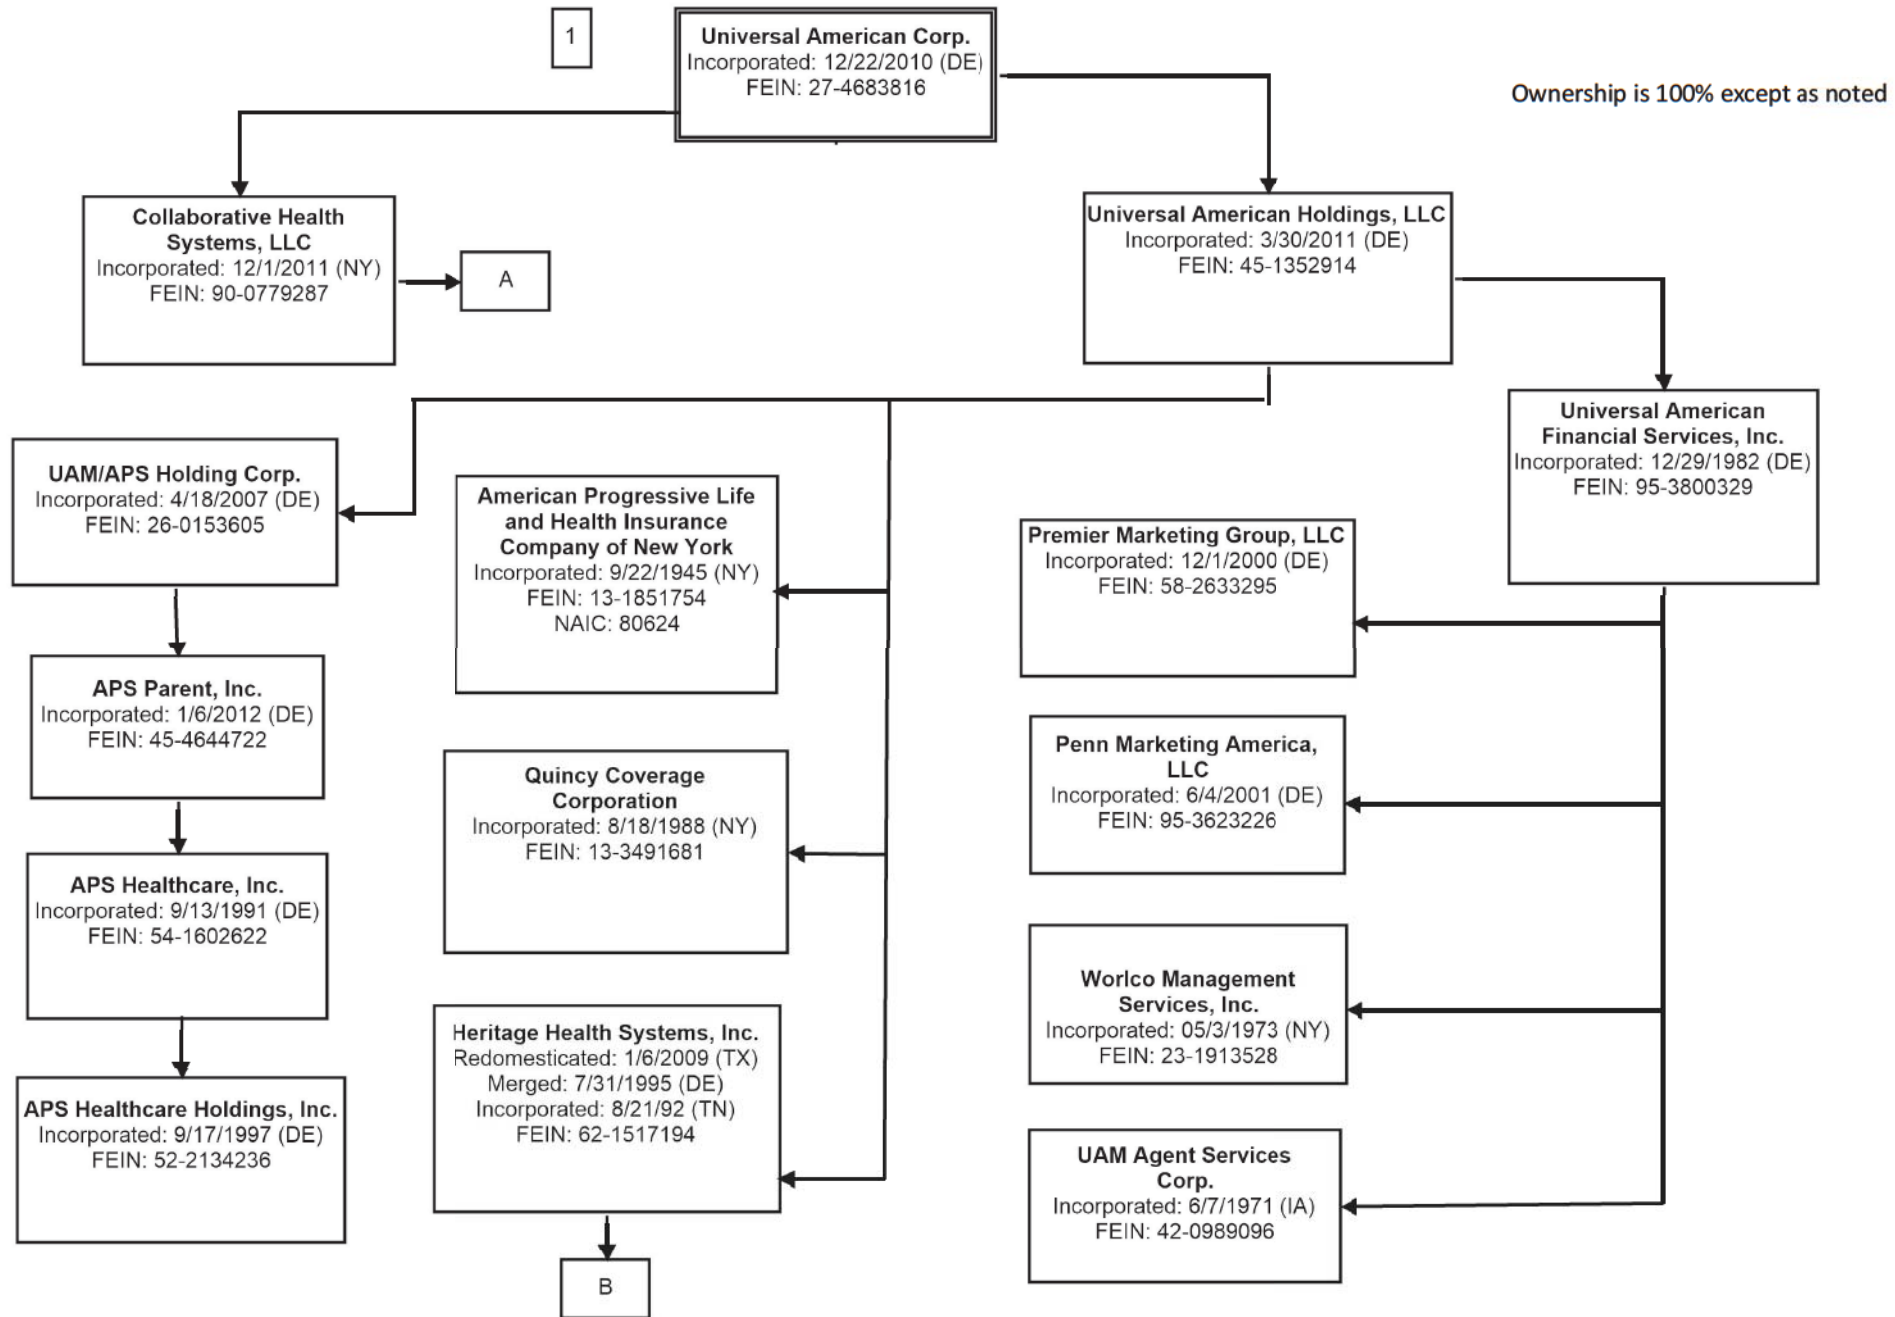 1
Universal American Corp.
Incorporated: 12/22/2010 (DE)
FEIN: 27-4683816
Ownership is 100% except as noted
Collaborative Health
Systems, LLC
Incorporated: 12/1/2011 (NY)
FEIN: 90-0779287
A
Universal American Holdings, LLC
Incorporated: 3/30/2011 (DE)
FEIN: 45-1352914
Universal American
Financial Services, Inc.
Incorporated: 12/29/1982 (DE)
FEIN: 95-3800329
UAM/APS Holding Corp.
Incorporated: 4/18/2007 (DE)
FEIN: 26-0153605
APS Parent, Inc.
Incorporated: 1/6/2012 (DE)
FEIN: 45-4644722
APS Healthcare, Inc.
Incorporated: 9/13/1991 (DE)
FEIN: 54-1602622
APS Healthcare Holdings, Inc.
Incorporated: 9/17/1997 (DE)
FEIN: 52-2134236
American Progressive Life
and Health Insurance
Company of New York
Incorporated: 9/22/1945 (NY)
FEIN: 13-1851754
NAIC: 80624
Quincy Coverage
Corporation
Incorporated: 8/18/1988 (NY)
FEIN: 13-3491681
Heritage Health Systems, Inc.
Redomesticated: 1/6/2009 (TX)
Merged: 7/31/1995 (DE)
Incorporated: 8/21/92 (TN)
FEIN: 62-1517194
B
Premier Marketing Group, LLC
Incorporated: 12/1/2000 (DE)
FEIN: 58-2633295
Penn Marketing America,
LLC
Incorporated: 6/4/2001 (DE)
FEIN: 95-3623226
Worlco Management
Services, Inc.
Incorporated: 05/3/1973 (NY)
FEIN: 23-1913528
UAM Agent Services
Corp.
Incorporated: 6/7/1971 (IA)
FEIN: 42-0989096